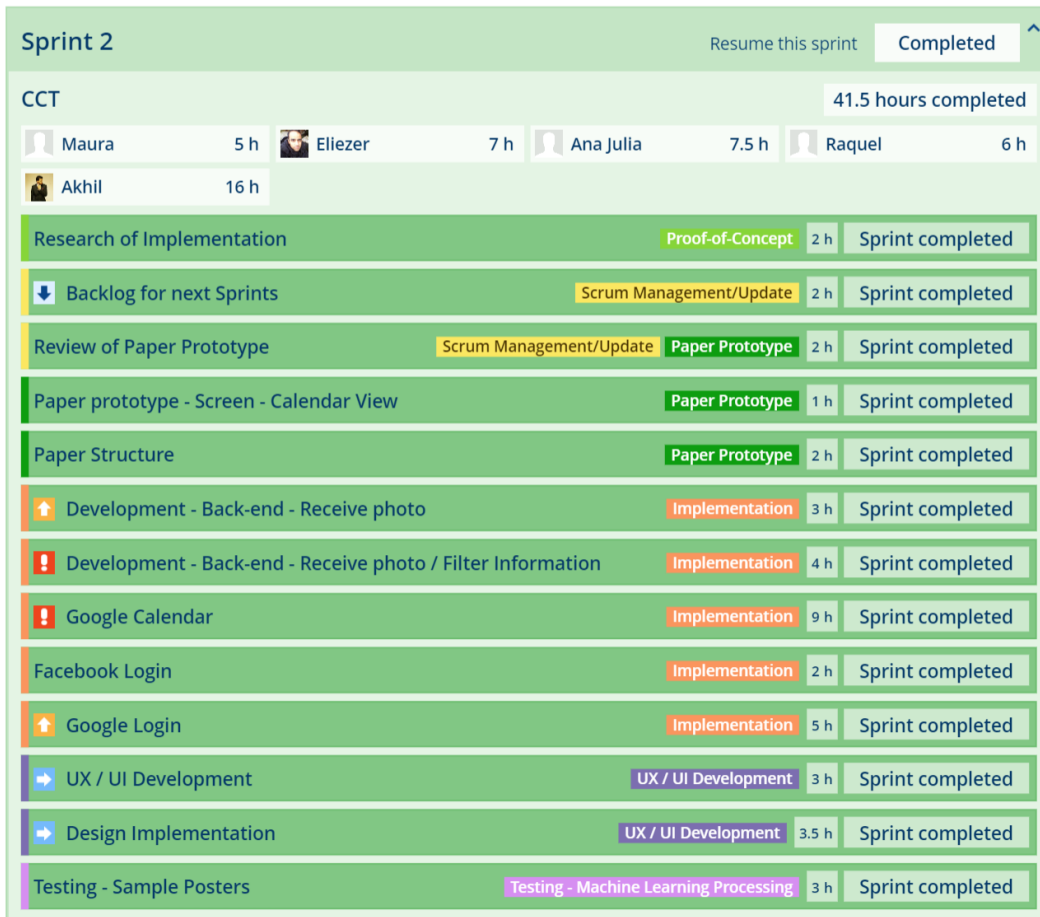 Sprint 2 Resume this sprint Completed
CCT 41.5 hours completed
Maura 5 h Eliezer 7 h Ana Julia 7.5 h Raquel 6 h
Akhil 16 h
Research of Implementation Proof-of-Concept 2 h Sprint completed
Backlog for next Sprints Scrum Management/Update 2 h Sprint completed
Review of Paper Prototype Scrum Management/Update Paper Prototype 2 h Sprint completed
Paper prototype - Screen - Calendar View Paper Prototype 1 h Sprint completed
Paper Structure Paper Prototype 2 h Sprint completed
Development - Back-end - Receive photo Implementation 3 h Sprint completed
Development - Back-end - Receive photo / Filter Information Implementation 4 h Sprint completed
Google Calendar Implementation 9 h Sprint completed
Facebook Login Implementation 2 h Sprint completed
Google Login Implementation 5 h Sprint completed
UX / UI Development UX / UI Development 3 h Sprint completed
Design Implementation UX / UI Development 3.5 h Sprint completed
Testing - Sample Posters Testing - Machine Learning Processing 3 h Sprint completed